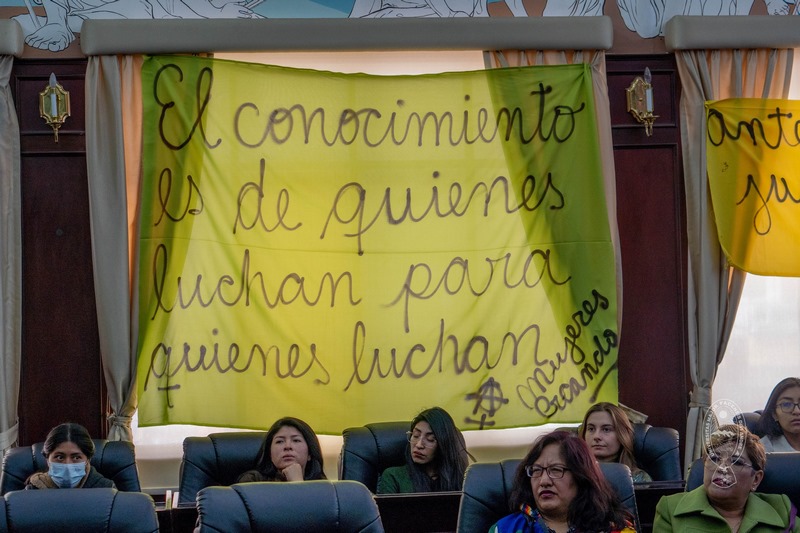 El conocimiento
es de quienes
luchan para
quienes luchan
Mujeres
Creando